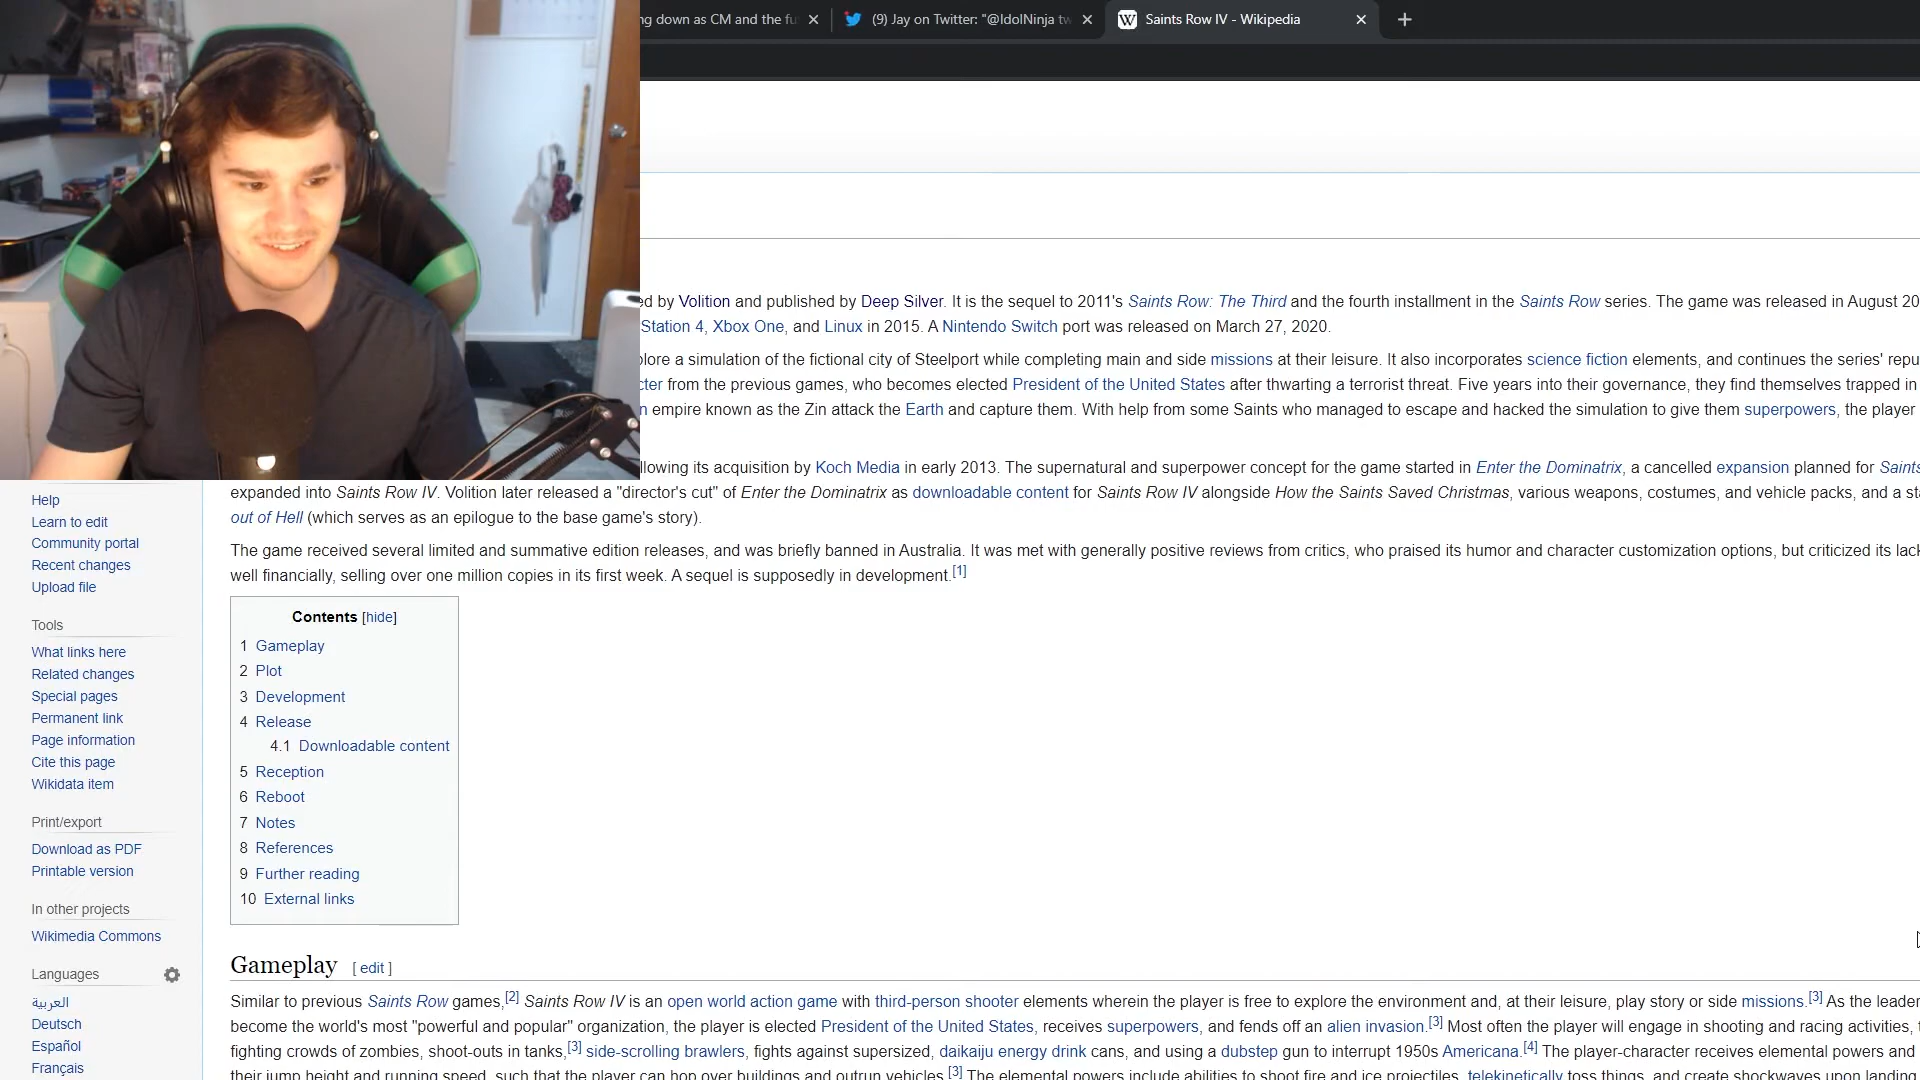 ng down as CM and the fu
(9) Jay on Twitter: "@IdolNinja tw
Saints Row IV - Wikipedia
ed by Volition and published by Deep Silver. It is the sequel to 2011's Saints Row: The Third and the fourth installment in the Saints Row series. The game was released in August 20
Station 4, Xbox One, and Linux in 2015. A Nintendo Switch port was released on March 27, 2020.
plore a simulation of the fictional city of Steelport while completing main and side missions at their leisure. It also incorporates science fiction elements, and continues the series' repu
cter from the previous games, who becomes elected President of the United States after thwarting a terrorist threat. Five years into their governance, they find themselves trapped in
n empire known as the Zin attack the Earth and capture them. With help from some Saints who managed to escape and hacked the simulation to give them superpowers, the player
llowing its acquisition by Koch Media in early 2013. The supernatural and superpower concept for the game started in Enter the Dominatrix, a cancelled expansion planned for Saints
expanded into Saints Row IV. Volition later released a "director's cut" of Enter the Dominatrix as downloadable content for Saints Row IV alongside How the Saints Saved Christmas, various weapons, costumes, and vehicle packs, and a sta
out of Hell (which serves as an epilogue to the base game's story).
The game received several limited and summative edition releases, and was briefly banned in Australia. It was met with generally positive reviews from critics, who praised its humor and character customization options, but criticized its lack
well financially, selling over one million copies in its first week. A sequel is supposedly in development.[1]
Help
Learn to edit
Community portal
Recent changes
Upload file
Tools
What links here
Related changes
Special pages
Permanent link
Page information
Cite this page
Wikidata item
Print/export
Download as PDF
Printable version
In other projects
Wikimedia Commons
Languages
العربية
Deutsch
Español
Français
Contents [hide]
1 Gameplay
2 Plot
3 Development
4 Release
4.1 Downloadable content
5 Reception
6 Reboot
7 Notes
8 References
9 Further reading
10 External links
Gameplay [ edit ]
Similar to previous Saints Row games,[2] Saints Row IV is an open world action game with third-person shooter elements wherein the player is free to explore the environment and, at their leisure, play story or side missions.[3] As the leader
become the world's most "powerful and popular" organization, the player is elected President of the United States, receives superpowers, and fends off an alien invasion.[3] Most often the player will engage in shooting and racing activities, t
fighting crowds of zombies, shoot-outs in tanks,[3] side-scrolling brawlers, fights against supersized, daikaiju energy drink cans, and using a dubstep gun to interrupt 1950s Americana.[4] The player-character receives elemental powers and
their jump height and running speed, such that the player can hop over buildings and outrun vehicles.[3] The elemental powers include abilities to shoot fire and ice projectiles, telekinetically toss things, and create shockwaves upon landing